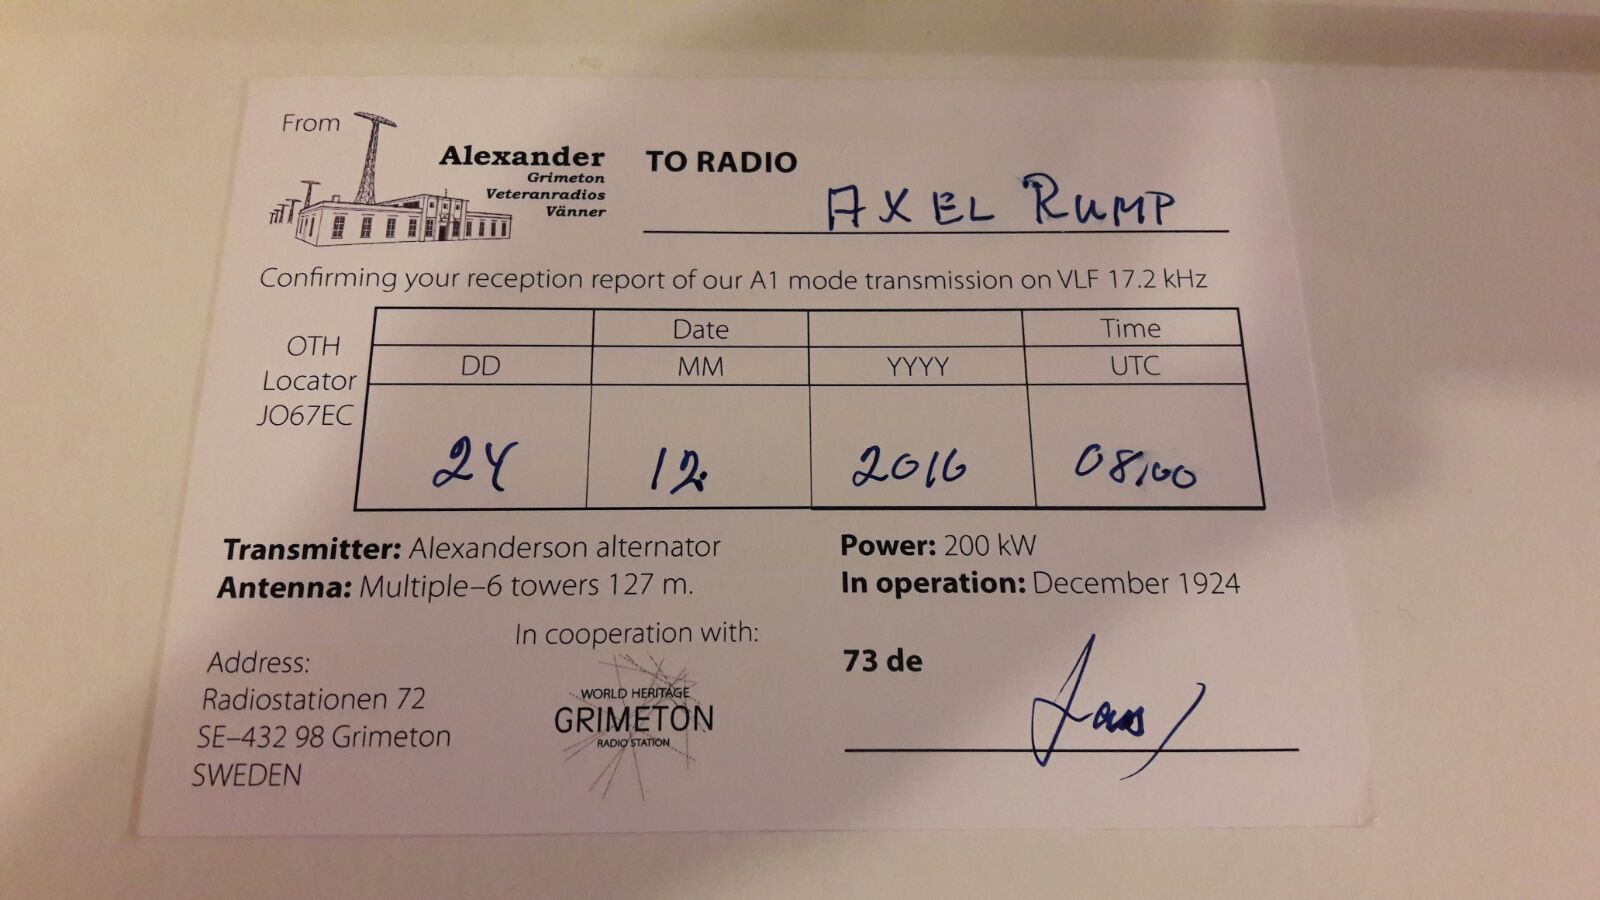 From
Alexander
Grimeton
Veteranradios
Vänner
TO RADIO AXEL RUMP
Confirming your reception report of our A1 mode transmission on VLF 17.2 kHz
OTH
Locator
JO67EC
Date Time
DD MM YYYY UTC
24 12 2016 08,00
Transmitter: Alexanderson alternator
Antenna: Multiple–6 towers 127 m.
Power: 200 kW
In operation: December 1924
In cooperation with:
WORLD HERITAGE
GRIMETON
RADIO STATION
Address:
Radiostationen 72
SE–432 98 Grimeton
SWEDEN
73 de